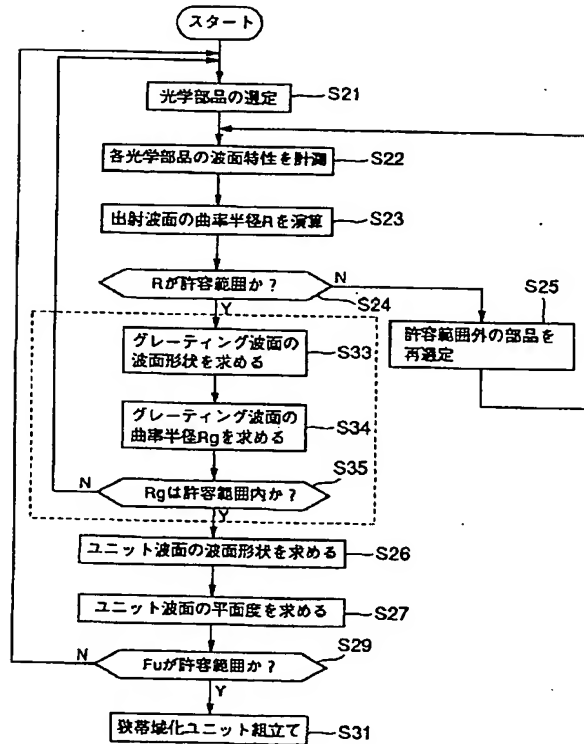 スタート
光学部品の選定
S21
各光学部品の波面特性を計測
S22
出射波面の曲率半径Rを演算
S23
Rが許容範囲か?
N
S24
Y
S25
許容範囲外の部品を
再選定
グレーティング波面の
波面形状を求める
S33
グレーティング波面の
曲率半径Rgを求める
S34
S35
N
Rgは許容範囲内か?
Y
ユニット波面の波面形状を求める
S26
ユニット波面の平面度を求める
S27
S29
N
Fuが許容範囲か?
Y
狭帯域化ユニット組立て
S31